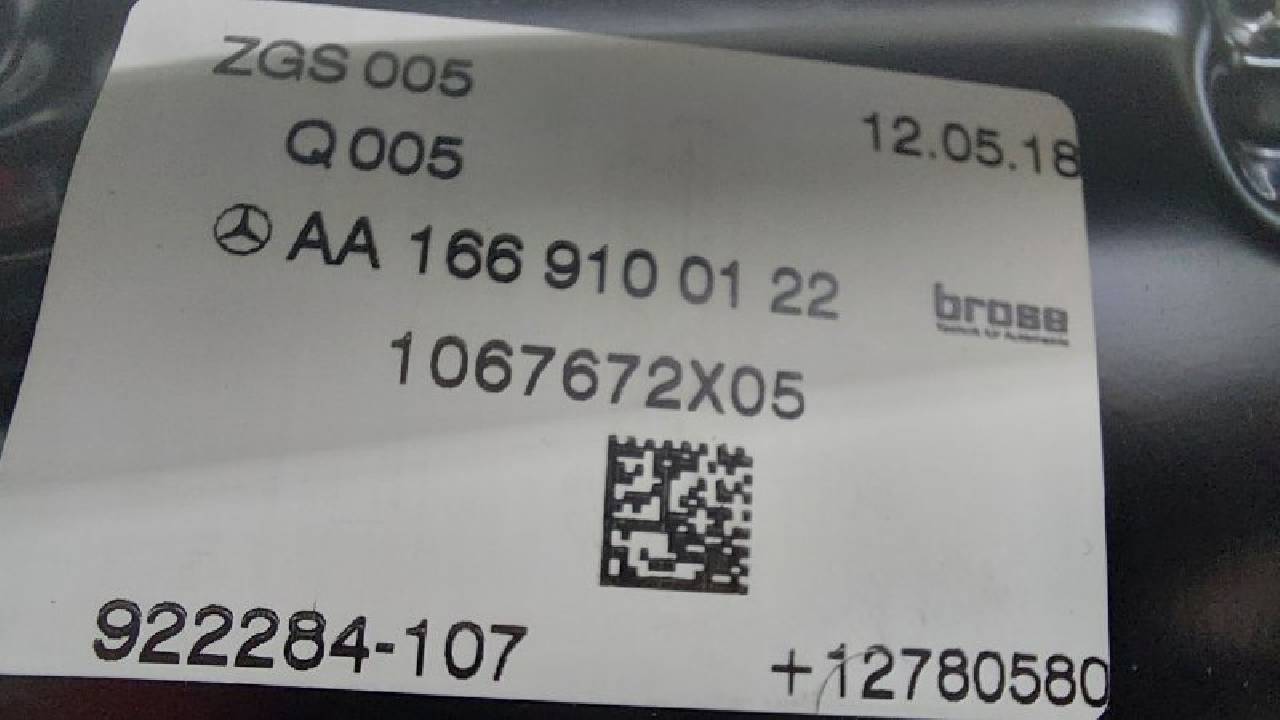 ZGS 005
Q 005
12.05.18
AA 166 910 01 22
brose
1067672X05
922284-107
+12780580